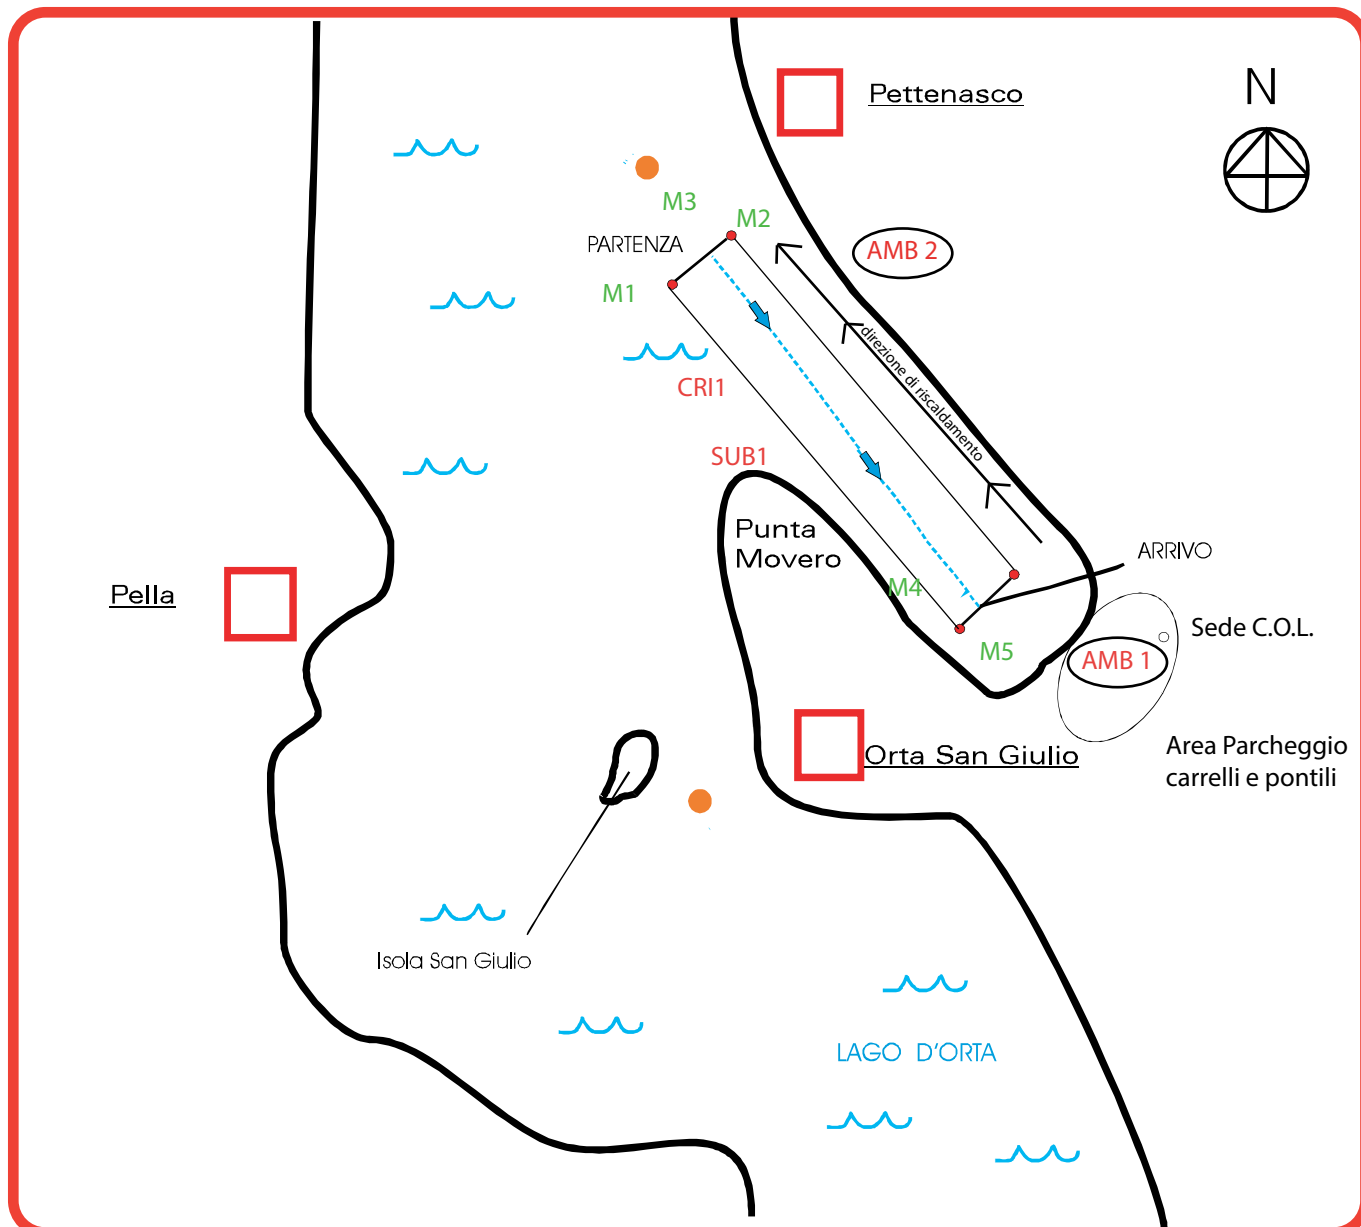 Pettenasco
N
M3
M2
PARTENZA
AMB 2
M1
direzione di riscaldamento
CRI1
SUB1
Punta
Movero
ARRIVO
Pella
M4
Sede C.O.L.
M5
AMB 1
Orta San Giulio
Area Parcheggio
carrelli e pontili
Isola San Giulio
LAGO D'ORTA